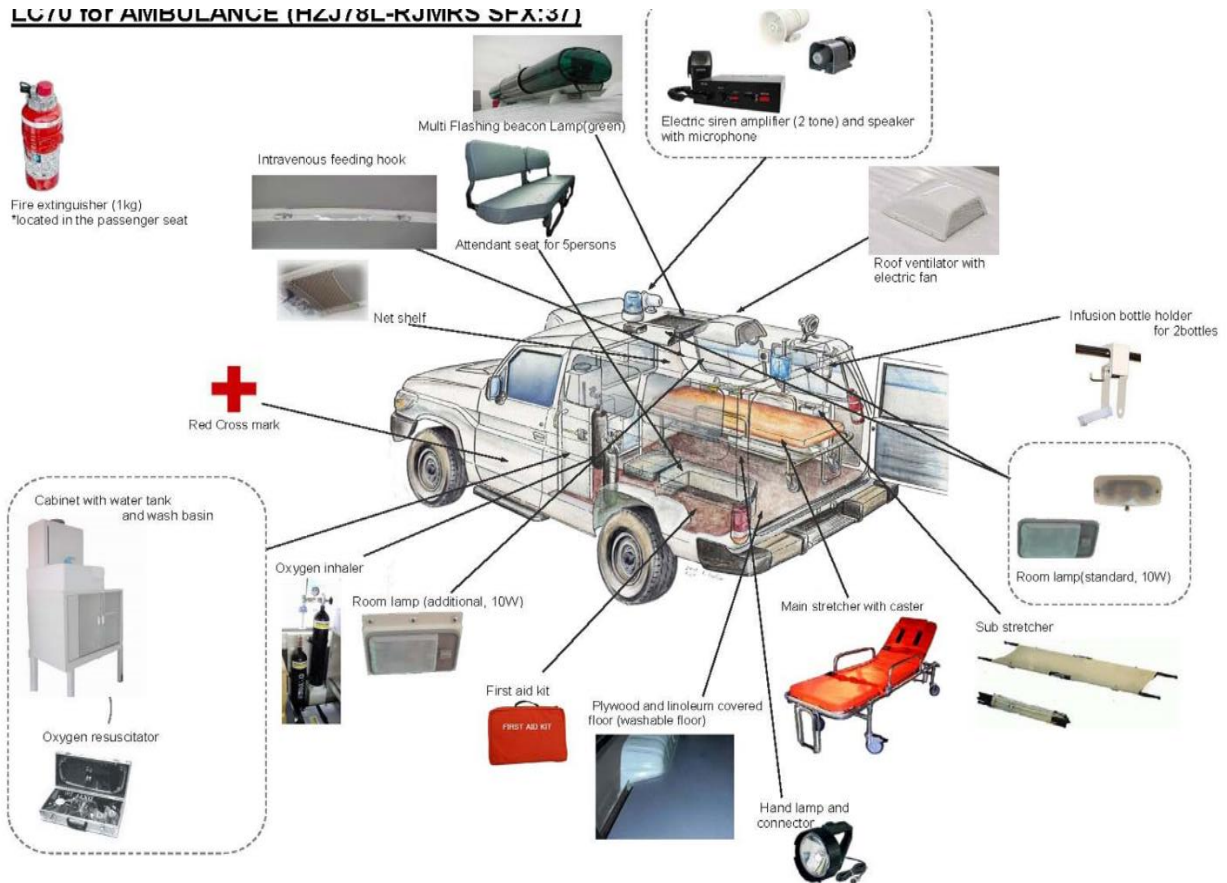 LC70 for AMBULANCE (HZJ78L-RJMRS SFX:37)
Fire extinguisher (1kg)
*located in the passenger seat
Multi Flashing beacon Lamp(green)
Electric siren amplifier (2 tone) and speaker
with microphone
Intravenous feeding hook
Attendant seat for 5persons
Roof ventilator with
electric fan
Net shelf
Infusion bottle holder
for 2bottles
Red Cross mark
Cabinet with water tank
and wash basin
Oxygen inhaler
Room lamp (additional, 10W)
Room lamp(standard, 10W)
Main stretcher with caster
Sub stretcher
First aid kit
FIRST AID KIT
Plywood and linoleum covered
floor (washable floor)
Oxygen resuscitator
Hand lamp and
connector